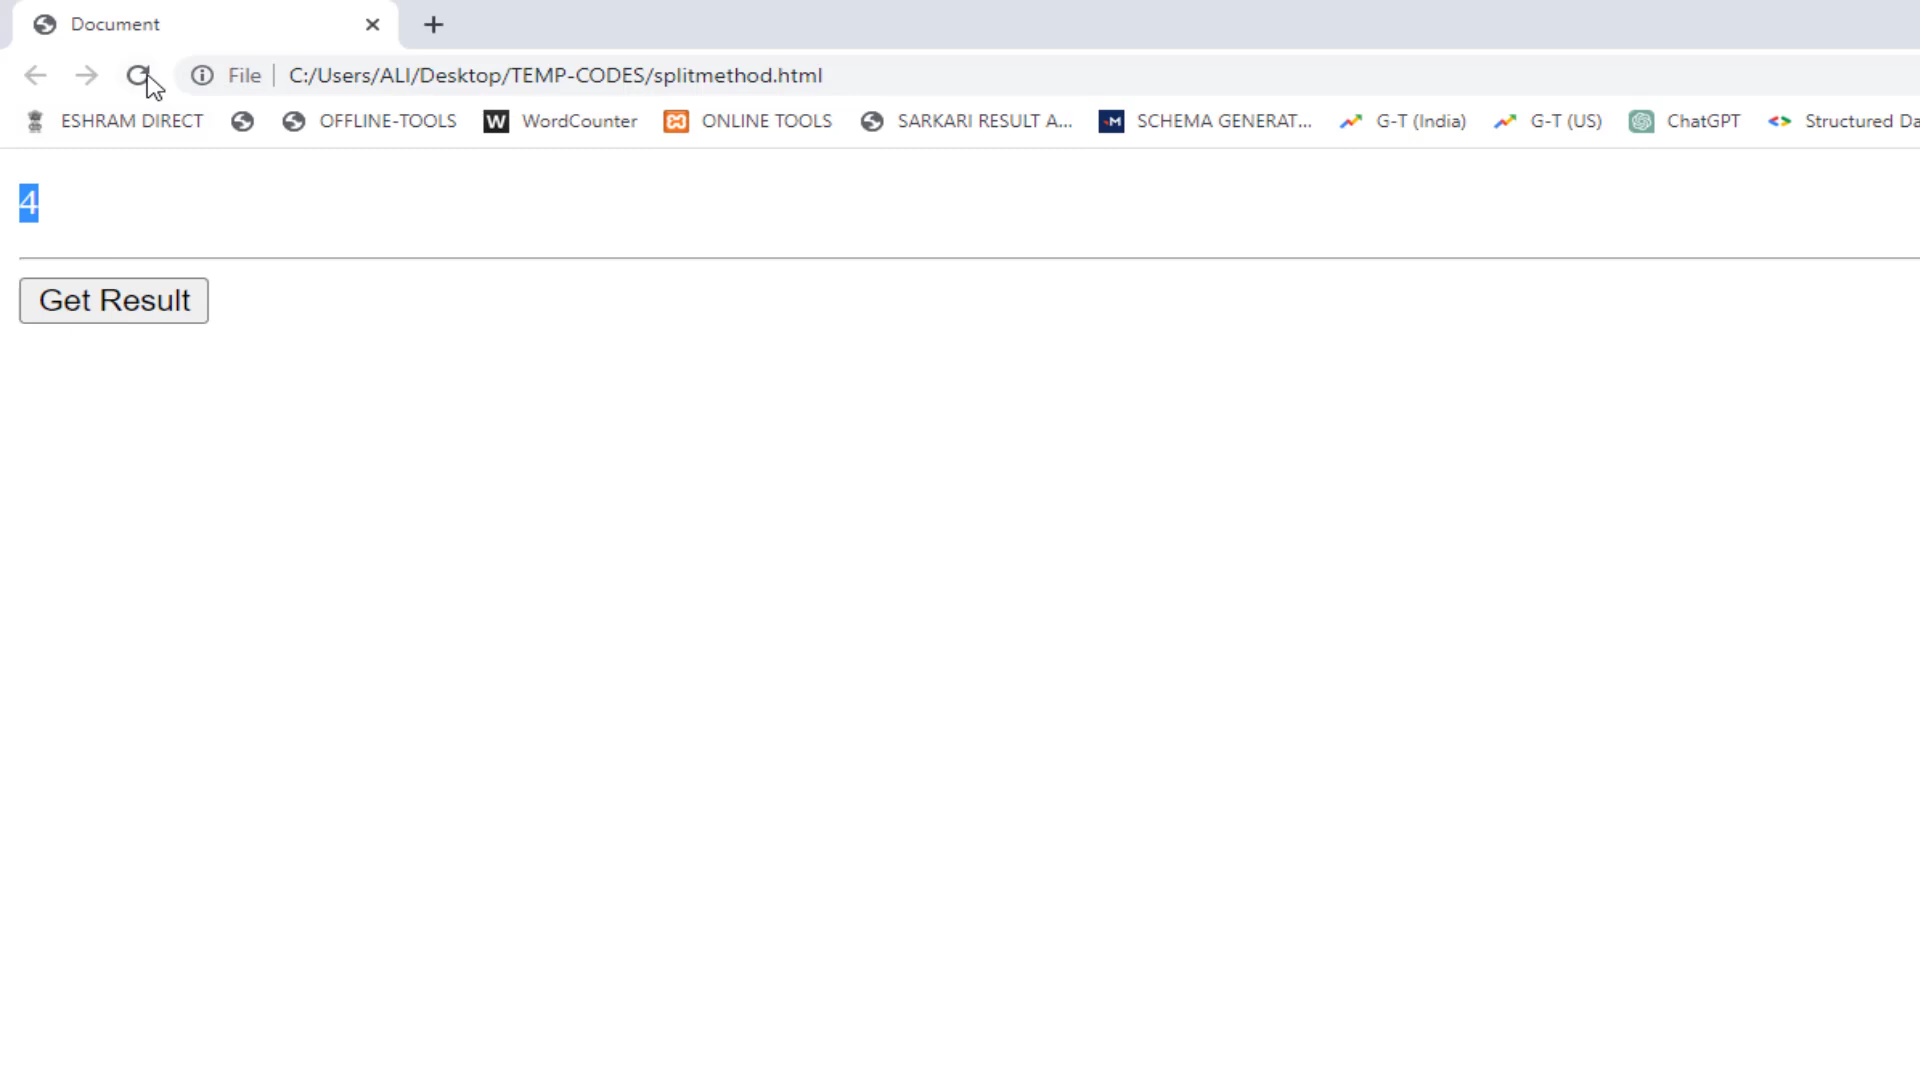 Document
File C:/Users/ALI/Desktop/TEMP-CODES/splitmethod.html
ESHRAM DIRECT OFFLINE-TOOLS W WordCounter ONLINE TOOLS SARKARI RESULT A... M SCHEMA GENERAT... G-T (India) G-T (US) ChatGPT Structured Da
4
Get Result